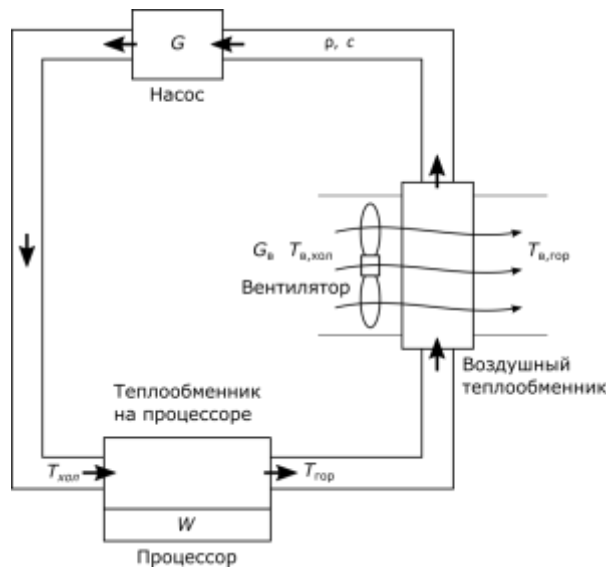 G
ρ, c
Насос
Gв Tв,хол
Tв,гор
Вентилятор
Воздушный
теплообменник
Теплообменник
на процессоре
Tхол
Tгор
W
Процессор